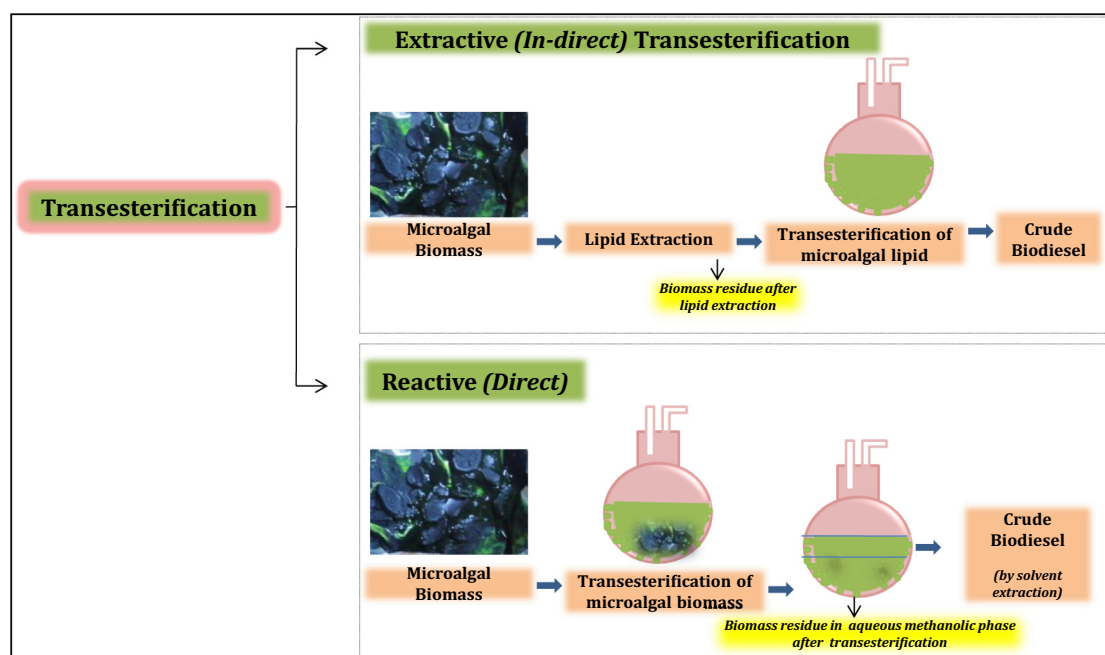 Extractive (In-direct) Transesterification
Transesterification
Microalgal
Biomass
Lipid Extraction
Transesterification of
microalgal lipid
Crude
Biodiesel
Biomass residue after
lipid extraction
Reactive (Direct)
Microalgal
Biomass
Transesterification of
microalgal biomass
Crude
Biodiesel
(by solvent
extraction)
Biomass residue in aqueous methanolic phase
after transesterification